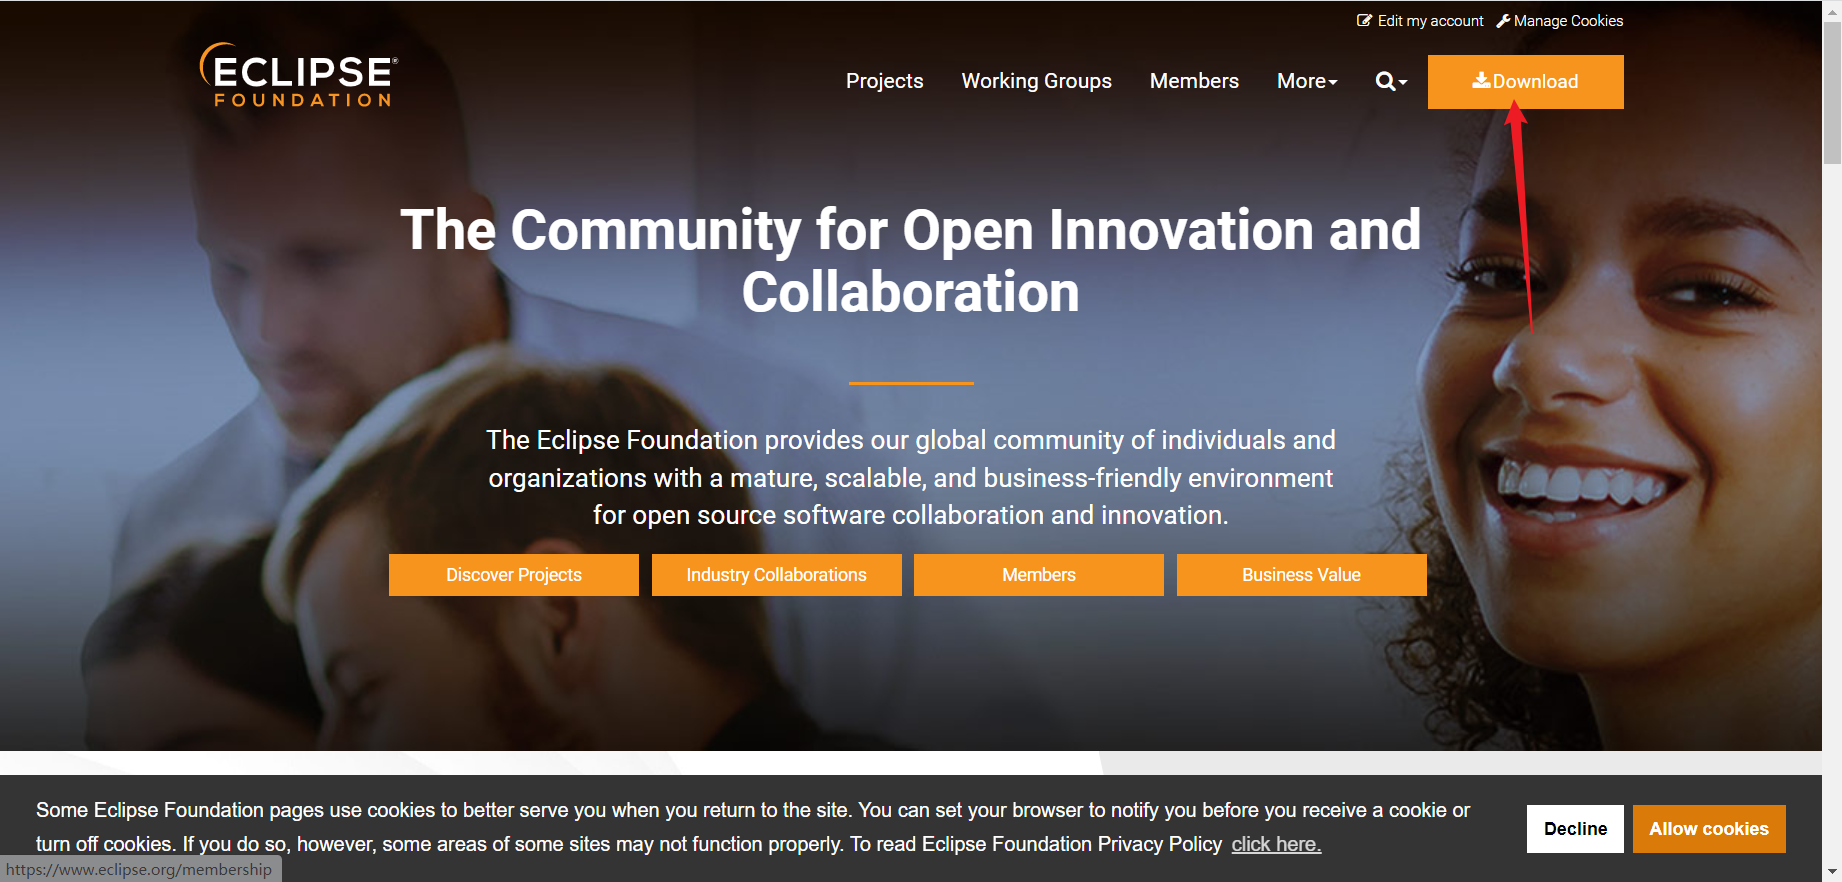 Edit my account Manage Cookies
ECLIPSE®
FOUNDATION
Projects Working Groups Members More Download
The Community for Open Innovation and
Collaboration
The Eclipse Foundation provides our global community of individuals and
organizations with a mature, scalable, and business-friendly environment
for open source software collaboration and innovation.
Discover Projects Industry Collaborations Members Business Value
Some Eclipse Foundation pages use cookies to better serve you when you return to the site. You can set your browser to notify you before you receive a cookie or
turn off cookies. If you do so, however, some areas of some sites may not function properly. To read Eclipse Foundation Privacy Policy click here.
Decline Allow cookies
https://www.eclipse.org/membership